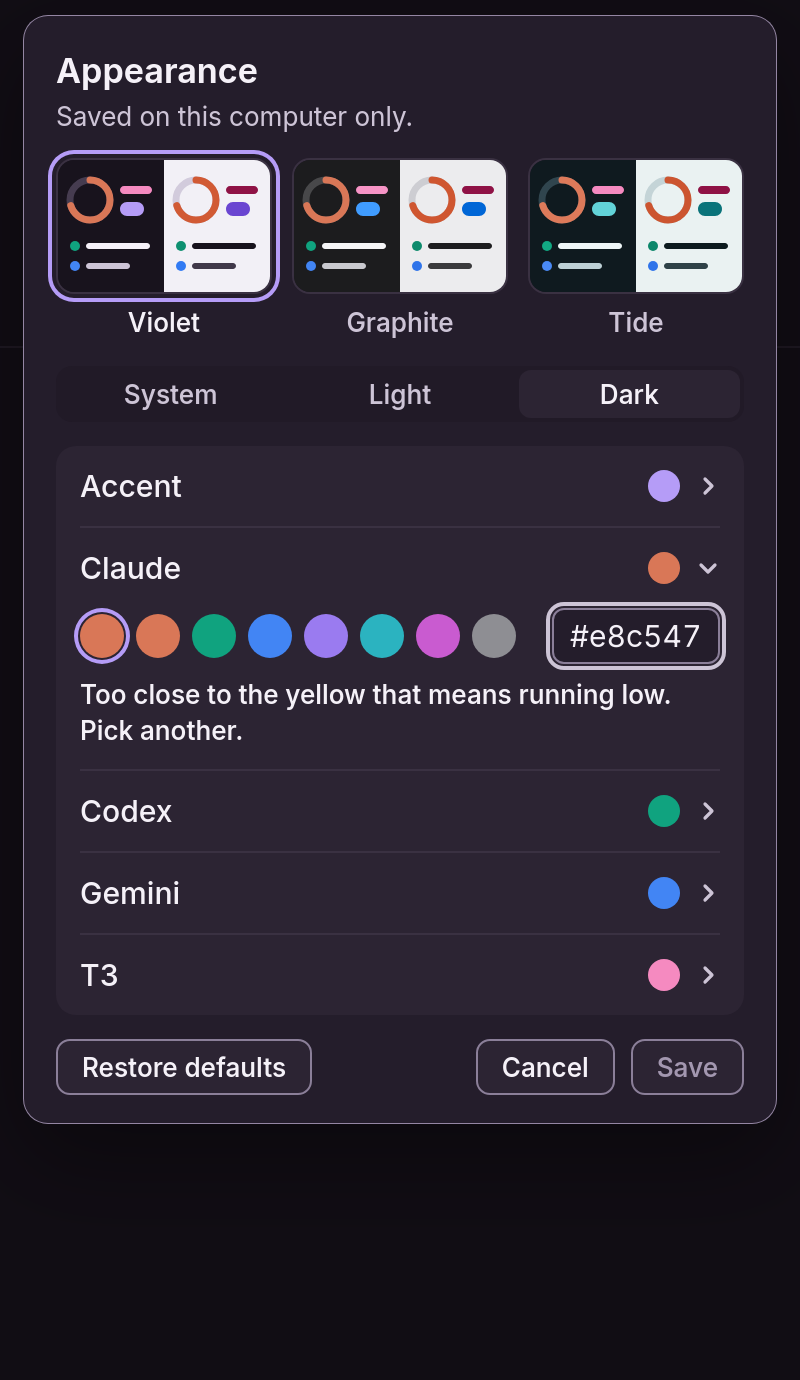 Appearance
Saved on this computer only.
Violet
Graphite
Tide
System
Light
Dark
Accent
Claude
#e8c547
Too close to the yellow that means running low.
Pick another.
Codex
Gemini
T3
Restore defaults
Cancel
Save